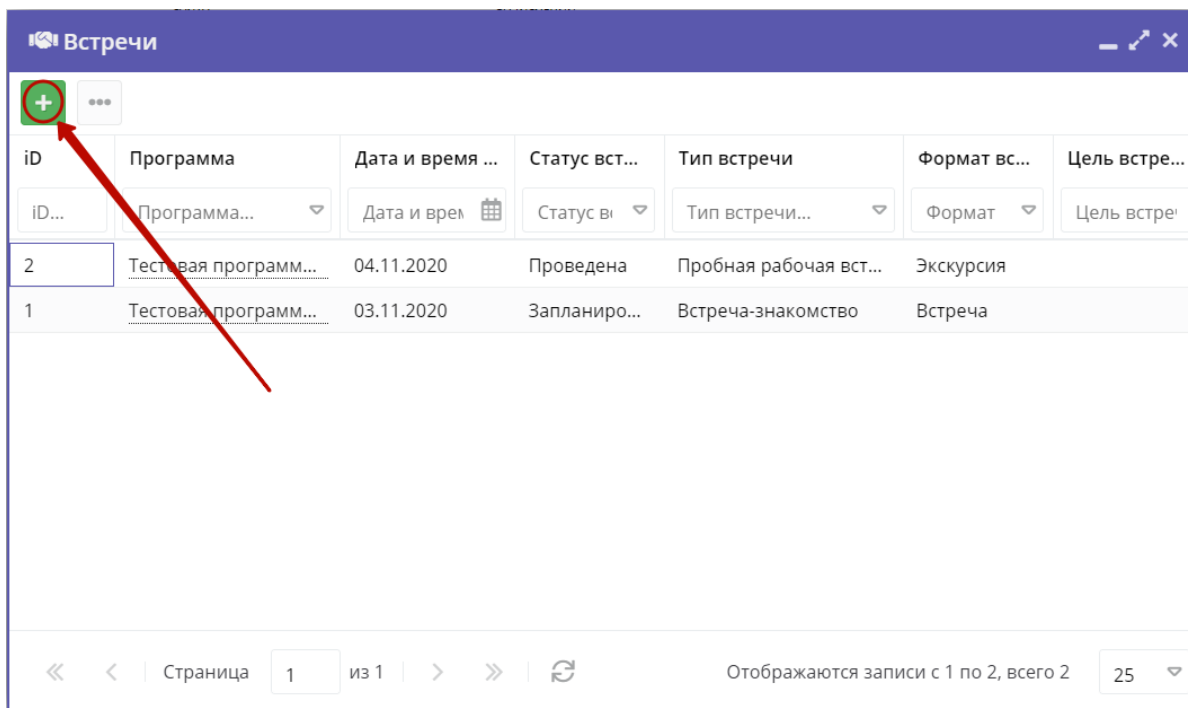 Встречи
iD Программа Дата и время ... Статус вст... Тип встречи Формат вс... Цель встре...
iD... Программа... Дата и врем Статус в Тип встречи... Формат Цель встре
2 Тестовая программ... 04.11.2020 Проведена Пробная рабочая вст... Экскурсия
1 Тестовая программ... 03.11.2020 Запланиро... Встреча-знакомство Встреча
Страница 1 из 1 Отображаются записи с 1 по 2, всего 2 25